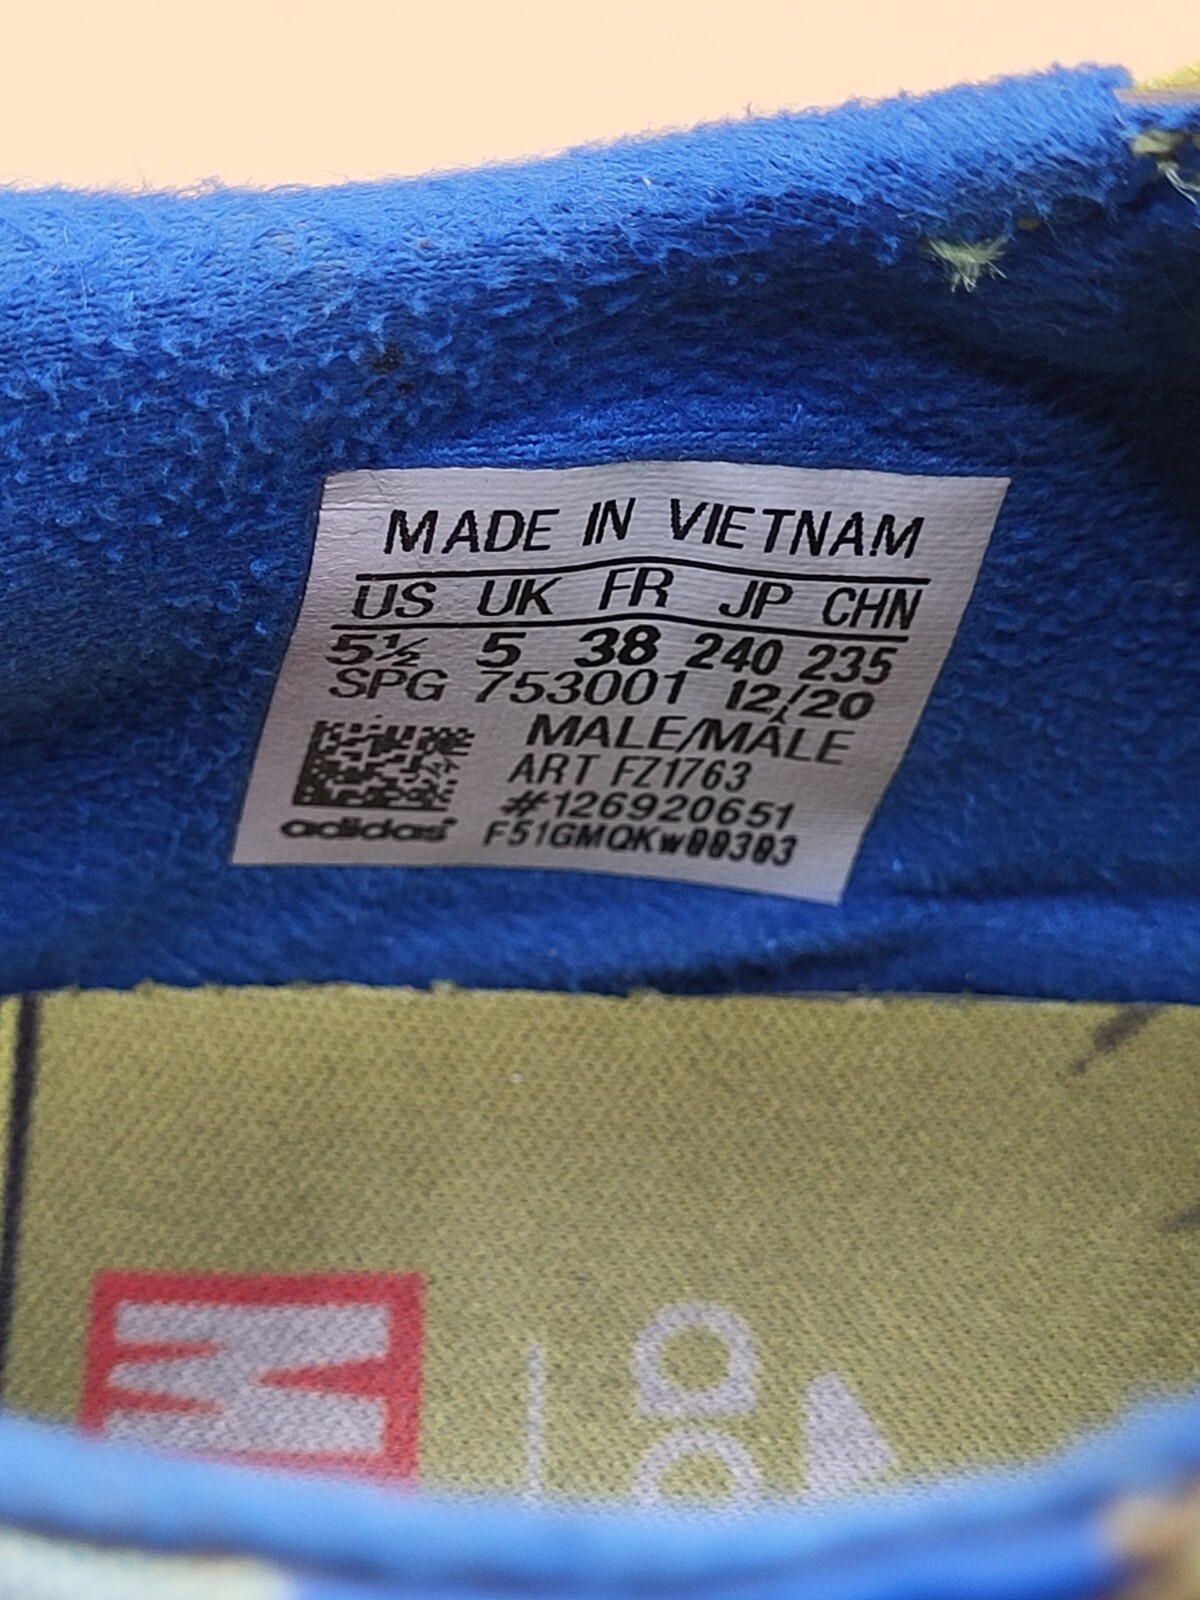 MADE IN VIETNAM
US UK FR JP CHN
5½ 5 38 240 235
SPG 753001 12/20
MALE/MÂLE
ART FZ1763
#126920651
adidas F51GMQKw00303
M